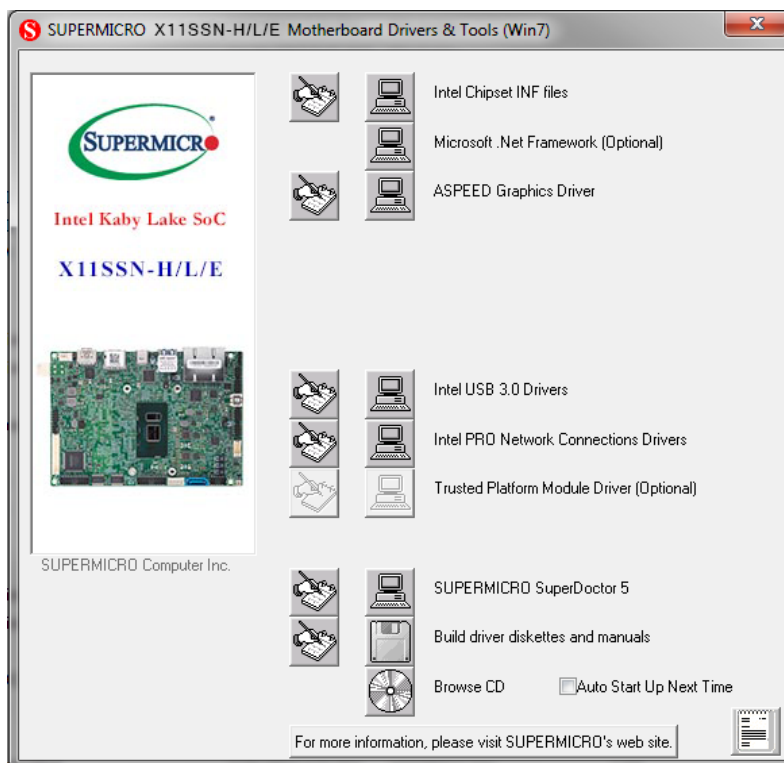 SUPERMICRO X11SSN-H/L/E Motherboard Drivers & Tools (Win7)
SUPERMICRO
Intel Kaby Lake SoC
X11SSN-H/L/E
SUPERMICRO Computer Inc.
Intel Chipset INF files
Microsoft .Net Framework (Optional)
ASPEED Graphics Driver
Intel USB 3.0 Drivers
Intel PRO Network Connections Drivers
Trusted Platform Module Driver (Optional)
SUPERMICRO SuperDoctor 5
Build driver diskettes and manuals
Browse CD
Auto Start Up Next Time
For more information, please visit SUPERMICRO's web site.